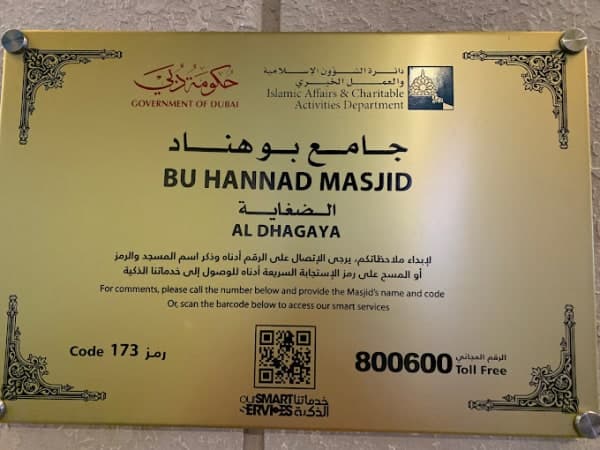 حكومة دبي
GOVERNMENT OF DUBAI
دائرة الشؤون الإسلامية
والعمل الخيري
Islamic Affairs & Charitable
Activities Department
جامع بوهناد
BU HANNAD MASJID
الضغاية
AL DHAGAYA
لإبداء ملاحظاتكم، يرجى الإتصال على الرقم أدناه وذكر اسم المسجد والرمز
أو المسح على رمز الإستجابة السريعة أدناه للوصول إلى خدماتنا الذكية
For comments, please call the number below and provide the Masjid's name and code
Or, scan the barcode below to access our smart services
Code 173 رمز
800600 الرقم المجاني
Toll Free
ourSMART خدماتنا
SERVICES الذكية